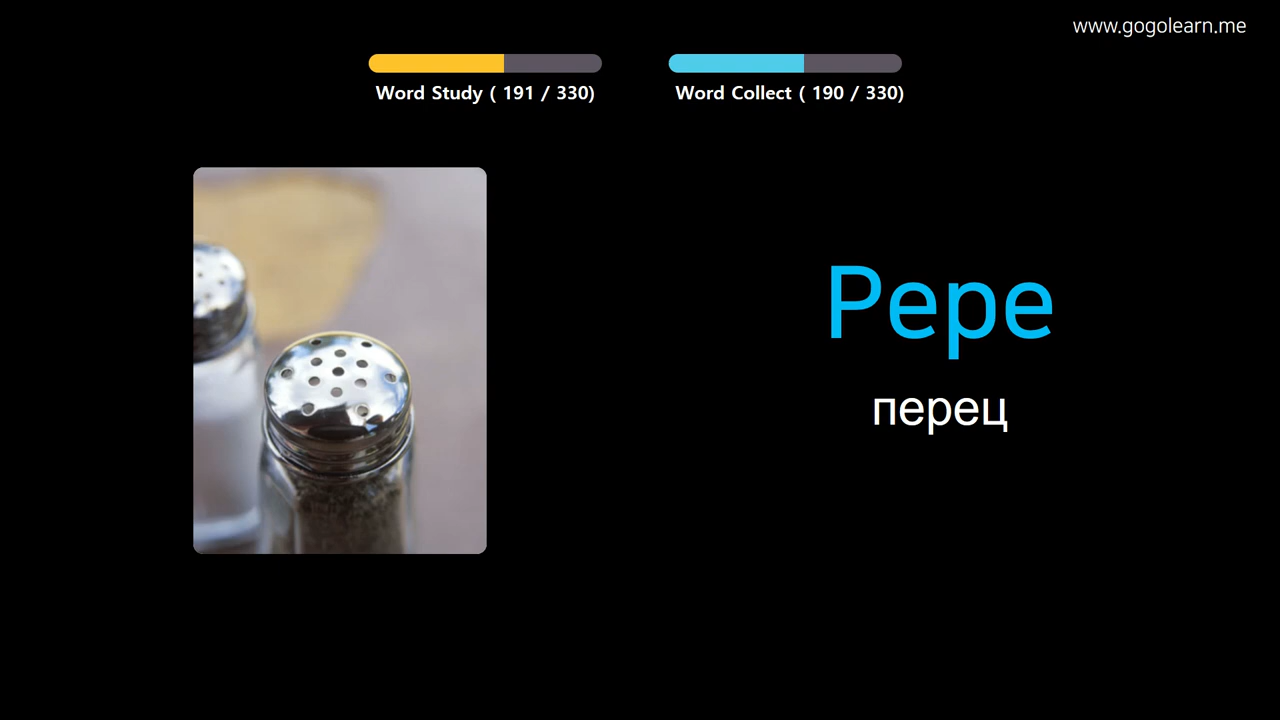 www.gogolearn.me
Word Study ( 191 / 330)
Word Collect ( 190 / 330)
Pepe
перец